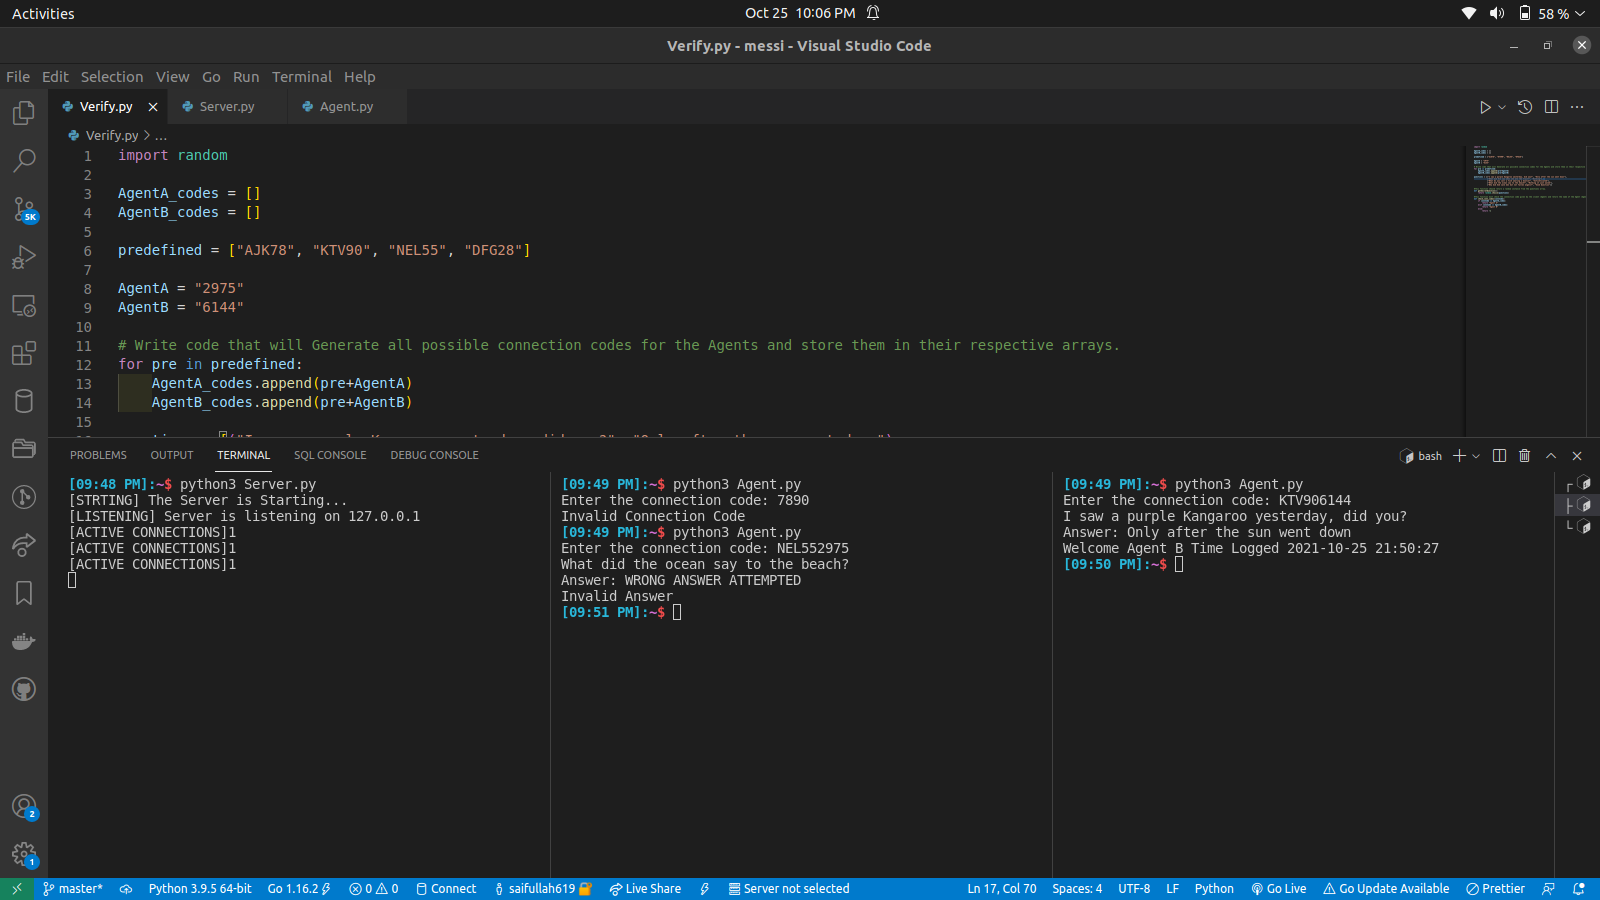 Activities
Oct 25 10:06 PM
58 %
Verify.py - messi - Visual Studio Code
File Edit Selection View Go Run Terminal Help
Verify.py
Server.py
Agent.py
Verify.py > ...
1 import random
2
3 AgentA_codes = []
4 AgentB_codes = []
5
6 predefined = ["AJK78", "KTV90", "NEL55", "DFG28"]
7
8 AgentA = "2975"
9 AgentB = "6144"
10
11 # Write code that will Generate all possible connection codes for the Agents and store them in their respective arrays.
12 for pre in predefined:
13 AgentA_codes.append(pre+AgentA)
14 AgentB_codes.append(pre+AgentB)
15
5K
PROBLEMS OUTPUT TERMINAL SQL CONSOLE DEBUG CONSOLE
bash
[09:48 PM]:~$ python3 Server.py
[STRTING] The Server is Starting...
[LISTENING] Server is listening on 127.0.0.1
[ACTIVE CONNECTIONS]1
[ACTIVE CONNECTIONS]1
[ACTIVE CONNECTIONS]1
[09:49 PM]:~$ python3 Agent.py
Enter the connection code: 7890
Invalid Connection Code
[09:49 PM]:~$ python3 Agent.py
Enter the connection code: NEL552975
What did the ocean say to the beach?
Answer: WRONG ANSWER ATTEMPTED
Invalid Answer
[09:51 PM]:~$
[09:49 PM]:~$ python3 Agent.py
Enter the connection code: KTV906144
I saw a purple Kangaroo yesterday, did you?
Answer: Only after the sun went down
Welcome Agent B Time Logged 2021-10-25 21:50:27
[09:50 PM]:~$
2
1
master* Python 3.9.5 64-bit Go 1.16.2 0 0 Connect saifullah619 Live Share Server not selected Ln 17, Col 70 Spaces: 4 UTF-8 LF Python Go Live Go Update Available Prettier